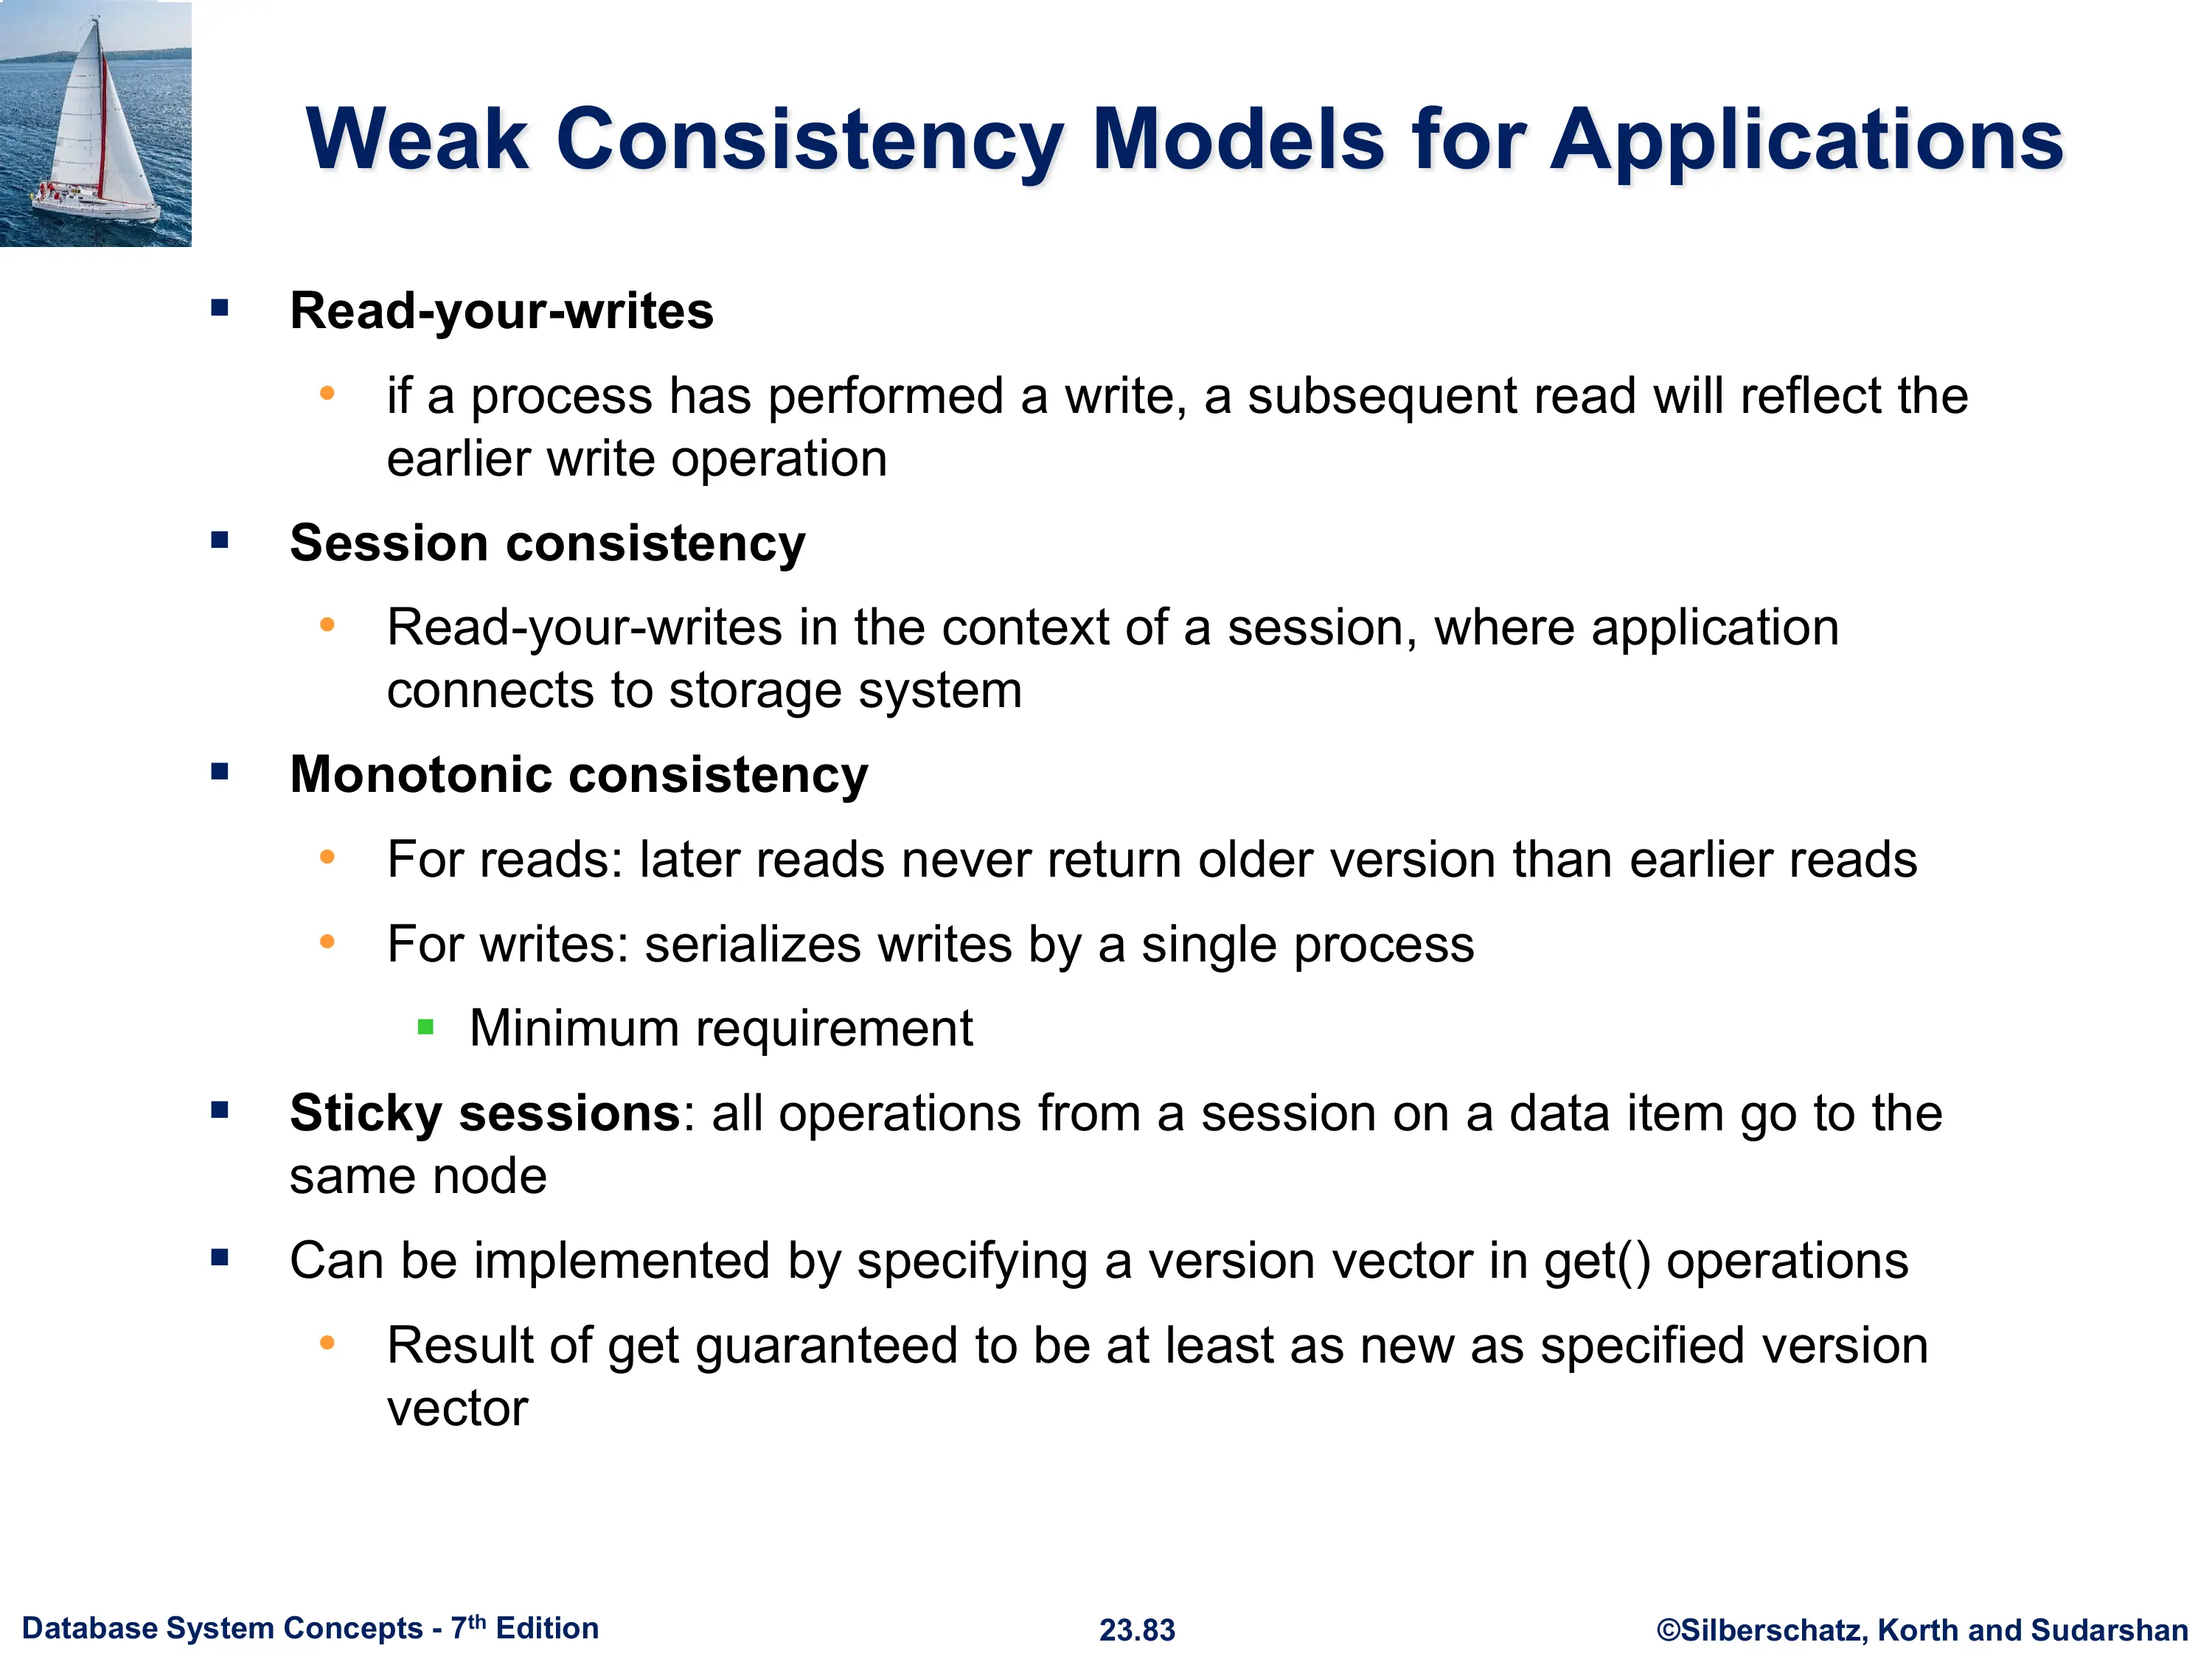 Weak Consistency Models for Applications
▪ Read-your-writes
• if a process has performed a write, a subsequent read will reflect the
earlier write operation
▪ Session consistency
• Read-your-writes in the context of a session, where application
connects to storage system
▪ Monotonic consistency
• For reads: later reads never return older version than earlier reads
• For writes: serializes writes by a single process
▪ Minimum requirement
▪ Sticky sessions: all operations from a session on a data item go to the
same node
▪ Can be implemented by specifying a version vector in get() operations
• Result of get guaranteed to be at least as new as specified version
vector
Database System Concepts - 7th Edition
23.83
©Silberschatz, Korth and Sudarshan